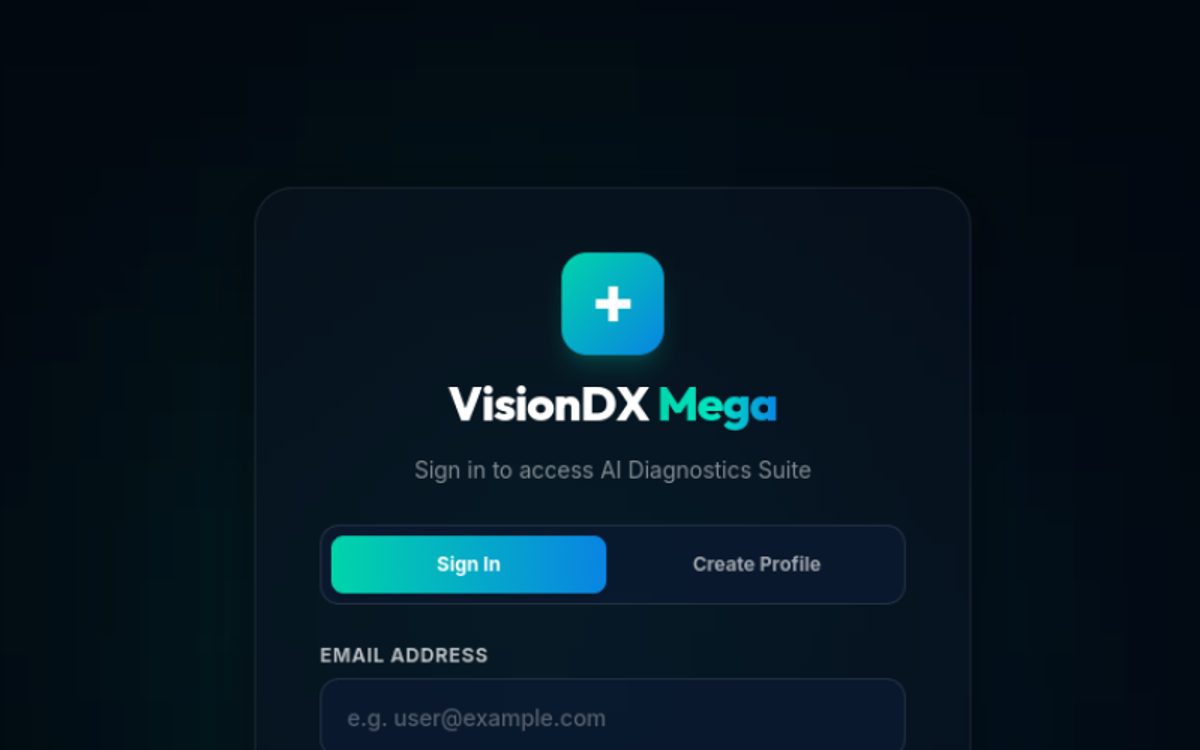 VisionDX Mega
Sign in to access AI Diagnostics Suite
Sign In
Create Profile
EMAIL ADDRESS
e.g. user@example.com